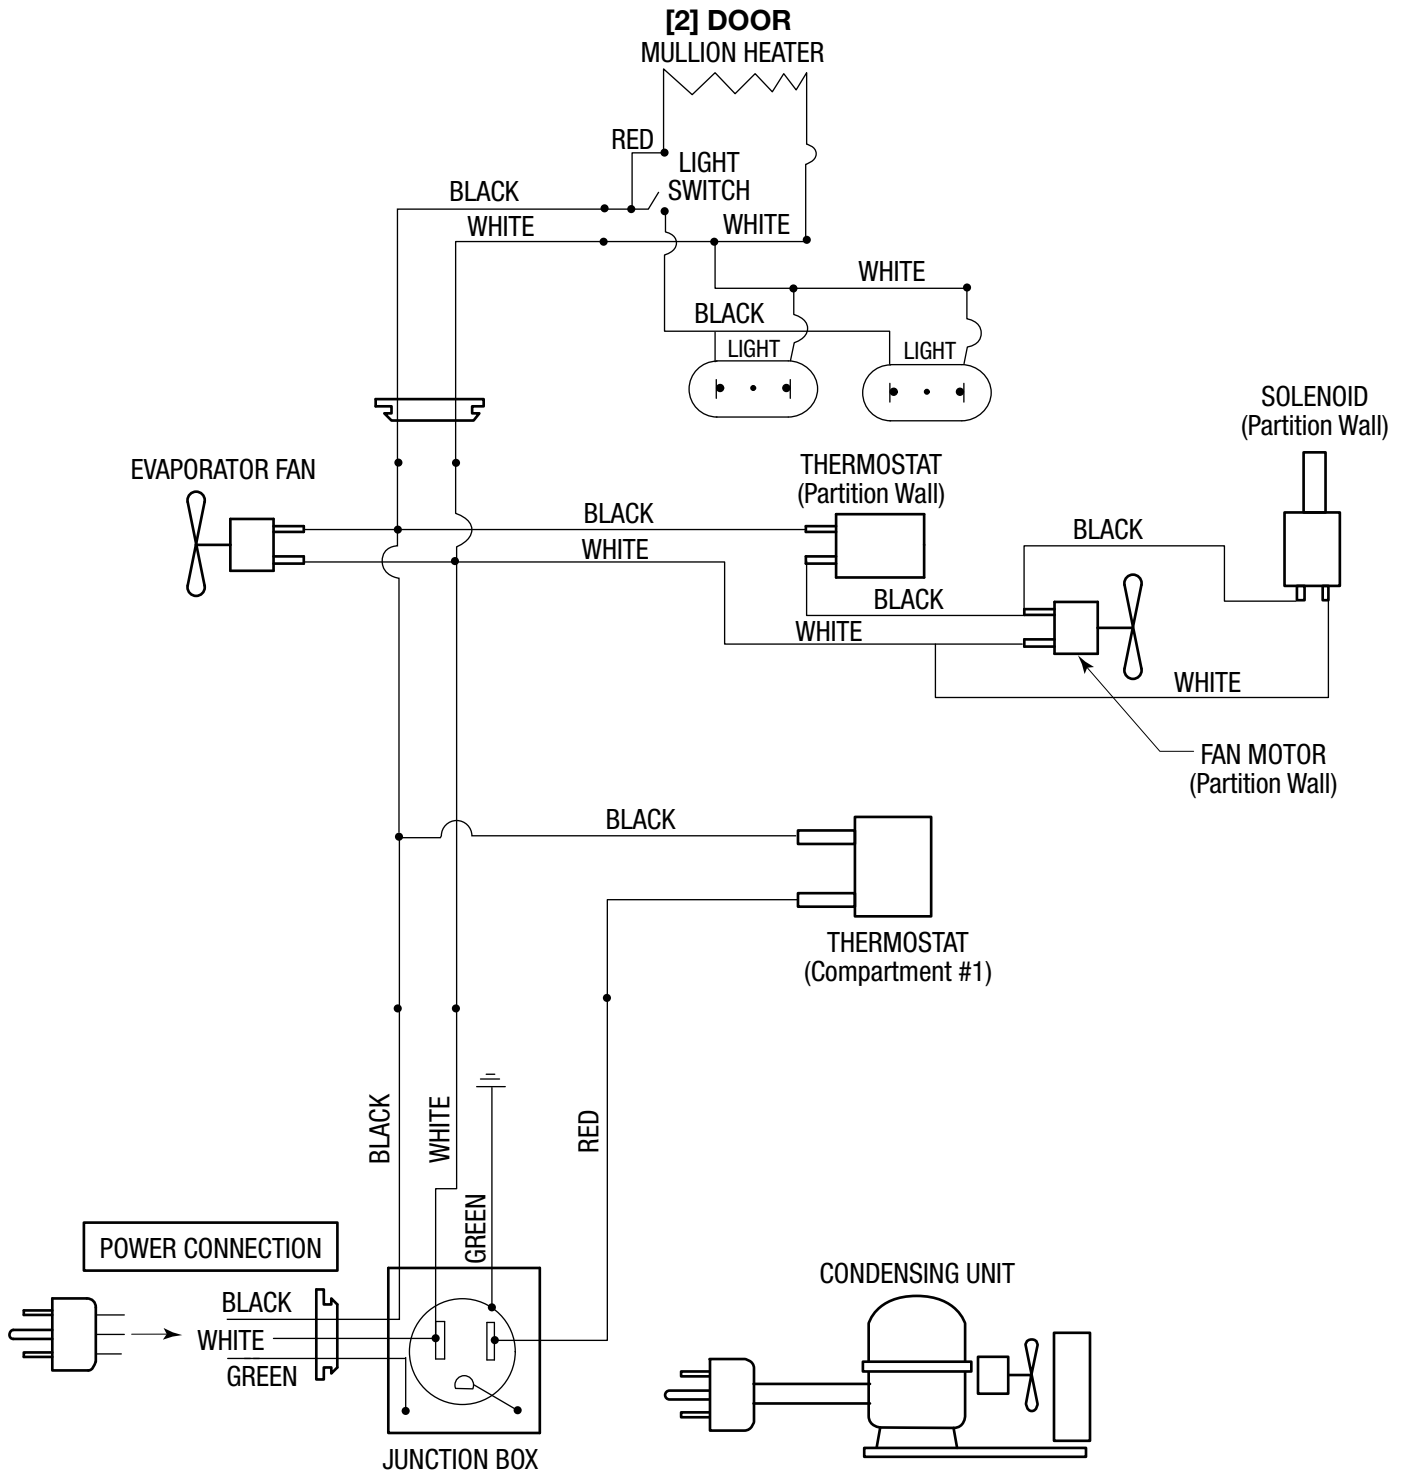 [2] DOOR
MULLION HEATER
RED
LIGHT
SWITCH
BLACK
WHITE
WHITE
WHITE
BLACK
LIGHT
LIGHT
SOLENOID
(Partition Wall)
EVAPORATOR FAN
THERMOSTAT
(Partition Wall)
BLACK
BLACK
WHITE
BLACK
WHITE
WHITE
FAN MOTOR
(Partition Wall)
BLACK
THERMOSTAT
(Compartment #1)
BLACK
WHITE
RED
GREEN
POWER CONNECTION
CONDENSING UNIT
BLACK
WHITE
GREEN
JUNCTION BOX